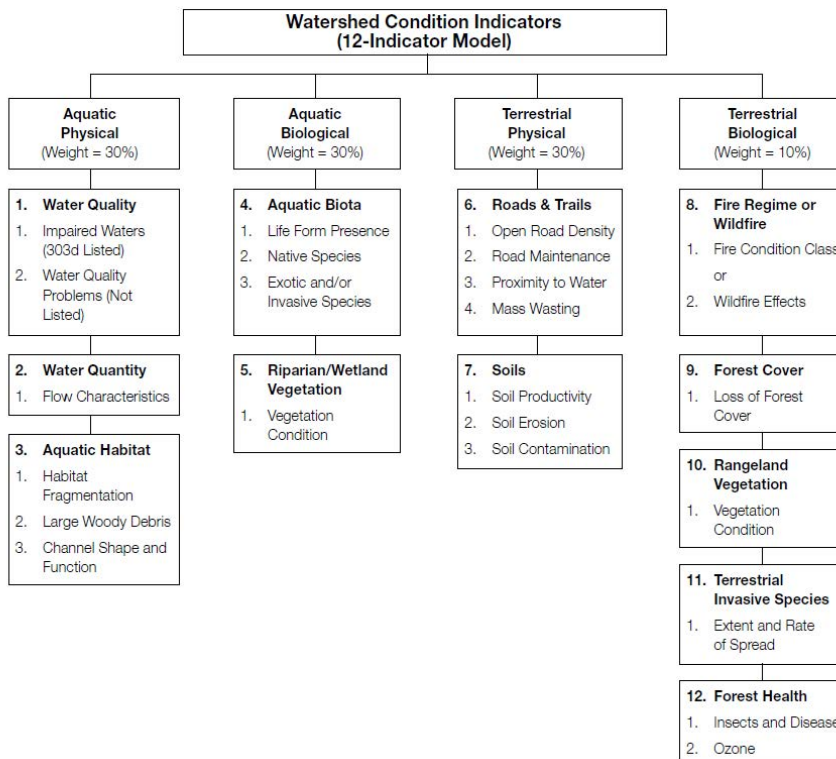 Watershed Condition Indicators
(12-Indicator Model)
Aquatic
Physical
(Weight = 30%)
1. Water Quality
1. Impaired Waters
(303d Listed)
2. Water Quality
Problems (Not
Listed)
2. Water Quantity
1. Flow Characteristics
3. Aquatic Habitat
1. Habitat
Fragmentation
2. Large Woody Debris
3. Channel Shape and
Function
Aquatic
Biological
(Weight = 30%)
4. Aquatic Biota
1. Life Form Presence
2. Native Species
3. Exotic and/or
Invasive Species
5. Riparian/Wetland
Vegetation
1. Vegetation
Condition
Terrestrial
Physical
(Weight = 30%)
6. Roads & Trails
1. Open Road Density
2. Road Maintenance
3. Proximity to Water
4. Mass Wasting
7. Soils
1. Soil Productivity
2. Soil Erosion
3. Soil Contamination
Terrestrial
Biological
(Weight = 10%)
8. Fire Regime or
Wildfire
1. Fire Condition Class
or
2. Wildfire Effects
9. Forest Cover
1. Loss of Forest
Cover
10. Rangeland
Vegetation
1. Vegetation
Condition
11. Terrestrial
Invasive Species
1. Extent and Rate
of Spread
12. Forest Health
1. Insects and Disease
2. Ozone